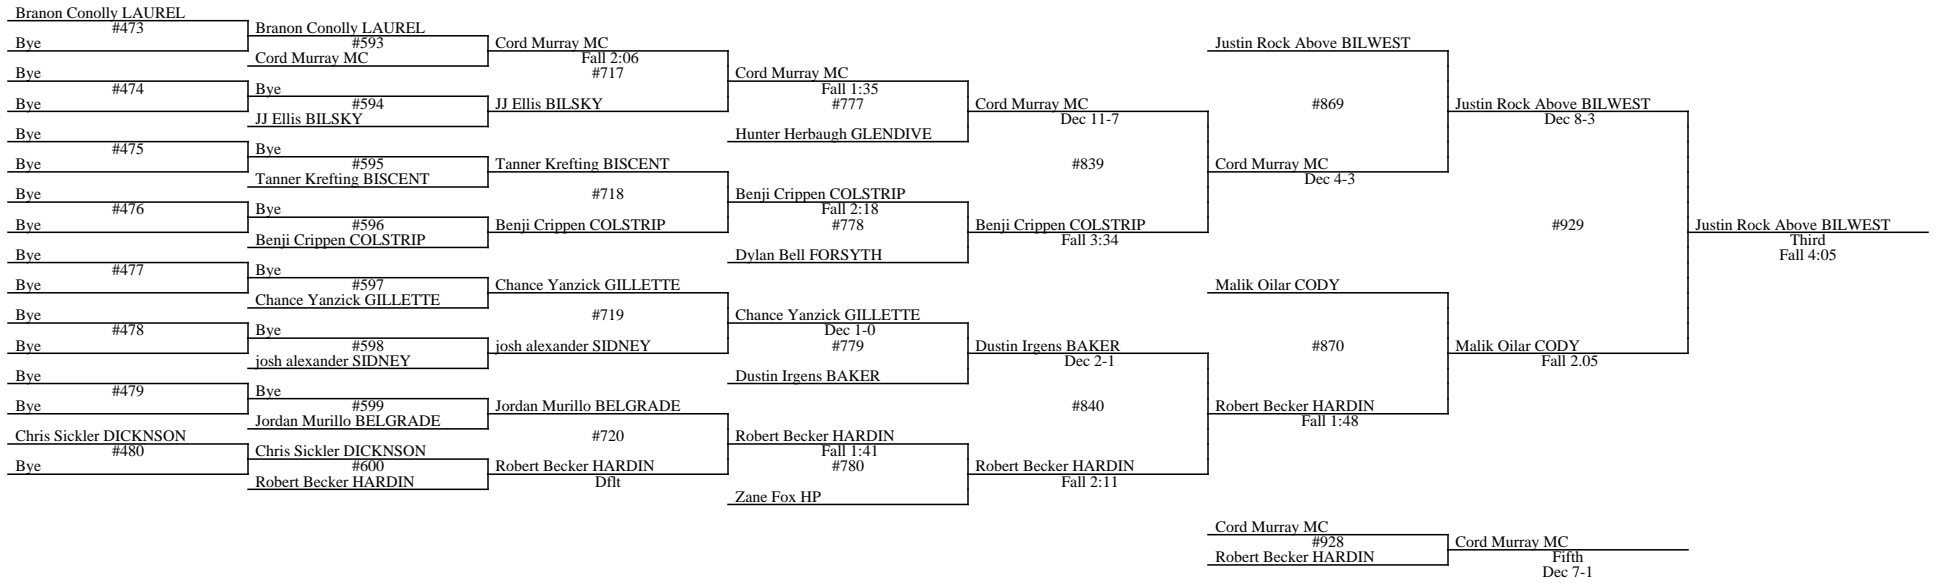 Branon Conolly LAUREL
#473
Bye
Bye
#474
Bye
Bye
#475
Bye
Bye
#476
Bye
Bye
#477
Bye
Bye
#478
Bye
Bye
#479
Bye
Chris Sickler DICKNSON
#480
Bye
Branon Conolly LAUREL
#593
Cord Murray MC
Bye
#594
JJ Ellis BILSKY
Bye
#595
Tanner Krefting BISCENT
Bye
#596
Benji Crippen COLSTRIP
Bye
#597
Chance Yanzick GILLETTE
Bye
#598
josh alexander SIDNEY
Bye
#599
Jordan Murillo BELGRADE
Chris Sickler DICKNSON
#600
Robert Becker HARDIN
Cord Murray MC
Fall 2:06
#717
JJ Ellis BILSKY
Tanner Krefting BISCENT
#718
Benji Crippen COLSTRIP
Chance Yanzick GILLETTE
#719
josh alexander SIDNEY
Jordan Murillo BELGRADE
#720
Robert Becker HARDIN
Dflt
Cord Murray MC
Fall 1:35
#777
Hunter Herbaugh GLENDIVE
Benji Crippen COLSTRIP
Fall 2:18
#778
Dylan Bell FORSYTH
Chance Yanzick GILLETTE
Dec 1-0
#779
Dustin Irgens BAKER
Robert Becker HARDIN
Fall 1:41
#780
Zane Fox HP
Cord Murray MC
Dec 11-7
#839
Benji Crippen COLSTRIP
Fall 3:34
Dustin Irgens BAKER
Dec 2-1
#840
Robert Becker HARDIN
Fall 2:11
Justin Rock Above BILWEST
#869
Cord Murray MC
Dec 4-3
Malik Oilar CODY
#870
Robert Becker HARDIN
Fall 1:48
Justin Rock Above BILWEST
Dec 8-3
#929
Malik Oilar CODY
Fall 2.05
Justin Rock Above BILWEST
Third
Fall 4:05
Cord Murray MC
#928
Robert Becker HARDIN
Cord Murray MC
Fifth
Dec 7-1